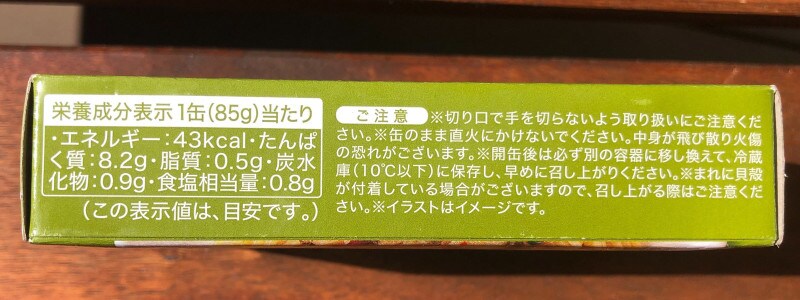 栄養成分表示 1缶(85g)当たり
・エネルギー:43kcal・たんぱ
く質:8.2g・脂質:0.5g・炭水
化物:0.9g・食塩相当量:0.8g
(この表示値は、目安です。)
ご注意 ※切り口で手を切らないよう取り扱いにご注意くだ
さい。※缶のまま直火にかけないでください。中身が飛び散り火傷
の恐れがございます。※開缶後は必ず別の容器に移し換えて、冷蔵
庫(10℃以下)に保存し、早めに召し上がりください。※まれに貝殻
が付着している場合がございますので、召し上がる際はご注意くだ
さい。※イラストはイメージです。